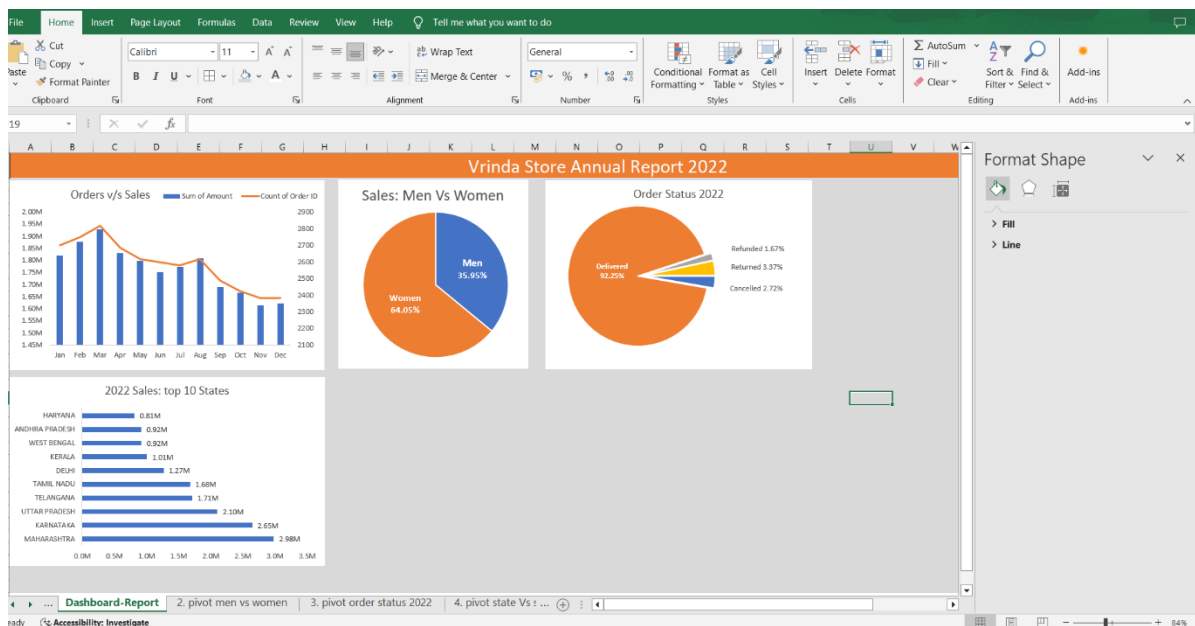 File Home Insert Page Layout Formulas Data Review View Help Tell me what you want to do
Paste
Cut
Copy
Format Painter
Clipboard
Calibri 11 A A
B I U A
Font
Wrap Text
Merge & Center
Alignment
General
% ,
Number
Conditional Formatting
Format as Table
Cell Styles
Styles
Insert Delete Format
Cells
AutoSum
Fill
Clear
Sort & Filter
Find & Select
Editing
Add-ins
Add-ins
19 fx
A B C D E F G H I J K L M N O P Q R S T U V W
Vrinda Store Annual Report 2022
Orders v/s Sales
Sum of Amount Count of Order ID
2.00M
1.95M
1.90M
1.85M
1.80M
1.75M
1.70M
1.65M
1.60M
1.55M
1.50M
1.45M
2900
2800
2700
2600
2500
2400
2300
2200
2100
Jan Feb Mar Apr May Jun Jul Aug Sep Oct Nov Dec
Sales: Men Vs Women
Men
35.95%
Women
64.05%
Order Status 2022
Delivered
92.25%
Refunded 1.67%
Returned 3.37%
Cancelled 2.72%
2022 Sales: top 10 States
HARYANA 0.81M
ANDHRA PRADESH 0.92M
WEST BENGAL 0.92M
KERALA 1.01M
DELHI 1.27M
TAMIL NADU 1.68M
TELANGANA 1.71M
UTTAR PRADESH 2.10M
KARNATAKA 2.65M
MAHARASHTRA 2.98M
0.0M 0.5M 1.0M 1.5M 2.0M 2.5M 3.0M 3.5M
Format Shape
Fill
Line
... Dashboard-Report 2. pivot men vs women 3. pivot order status 2022 4. pivot state Vs s ...
eady Accessibility: Investigate 84%